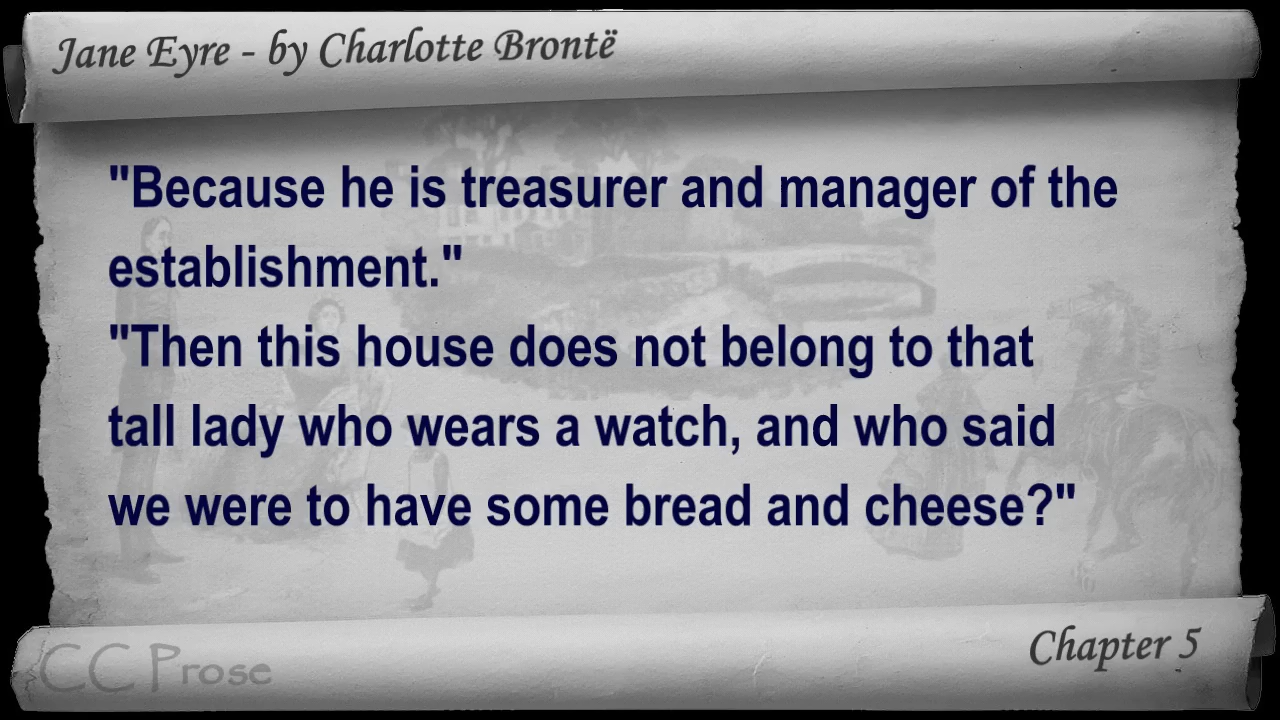 Jane Eyre - by Charlotte Brontë
"Because he is treasurer and manager of the
establishment."
"Then this house does not belong to that
tall lady who wears a watch, and who said
we were to have some bread and cheese?"
Chapter 5
CC Prose